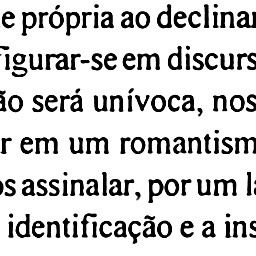 e própria ao declinar
figurar-se em discurs
ão será unívoca, nos
r em um romantism
os assinalar, por um l
identificação e a ins